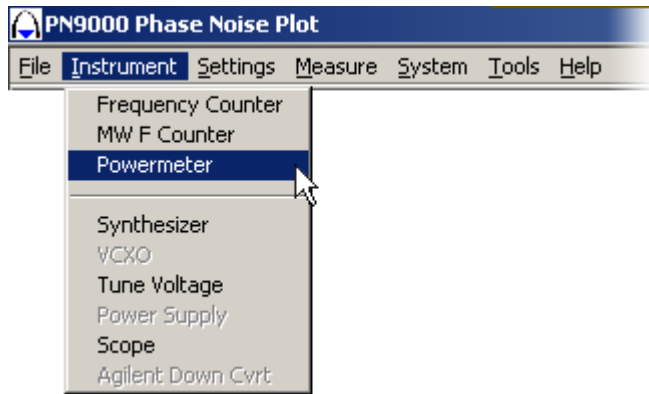 PN9000 Phase Noise Plot
File Instrument Settings Measure System Tools Help
Frequency Counter
MW F Counter
Powermeter
Synthesizer
VCXO
Tune Voltage
Power Supply
Scope
Agilent Down Cvrt